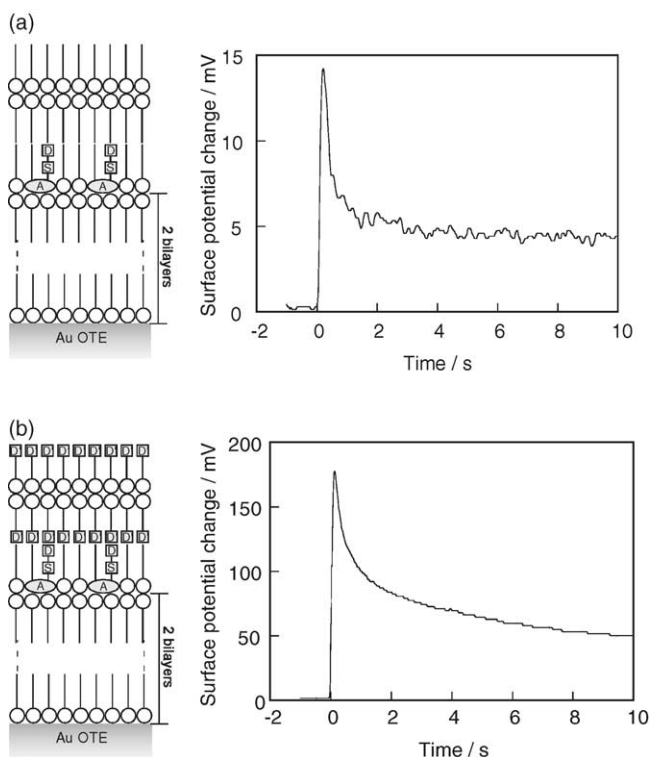 (a)
D D
S S
A A
2 bilayers
Au OTE
Surface potential change / mV
15
10
5
0
-2 0 2 4 6 8 10
Time / s
(b)
D D D D D D D D D
D D D D D D D D D
D D
S S
A A
2 bilayers
Au OTE
Surface potential change / mV
200
150
100
50
0
-2 0 2 4 6 8 10
Time / s